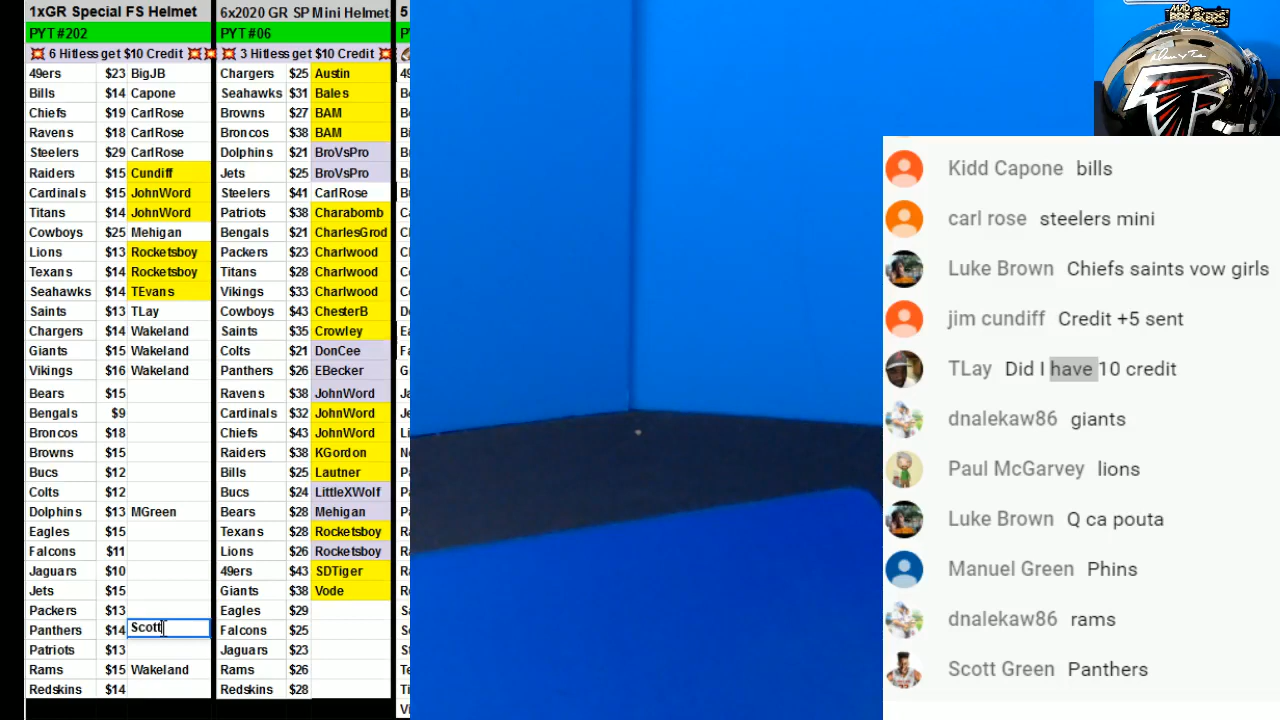 1xGR Special FS Helmet
PYT #202
6 Hitless get $10 Credit
49ers $23 BigJB
Bills $14 Capone
Chiefs $19 CarlRose
Ravens $18 CarlRose
Steelers $29 CarlRose
Raiders $15 Cundiff
Cardinals $15 JohnWord
Titans $14 JohnWord
Cowboys $25 Mehigan
Lions $13 Rocketsboy
Texans $14 Rocketsboy
Seahawks $14 TEvans
Saints $13 TLay
Chargers $14 Wakeland
Giants $15 Wakeland
Vikings $16 Wakeland
Bears $15
Bengals $9
Broncos $18
Browns $15
Bucs $12
Colts $12
Dolphins $13 MGreen
Eagles $15
Falcons $11
Jaguars $10
Jets $15
Packers $13
Panthers $14 Scott
Patriots $13
Rams $15 Wakeland
Redskins $14
6x2020 GR SP Mini Helmet
PYT #06
3 Hitless get $10 Credit
Chargers $25 Austin
Seahawks $31 Bales
Browns $27 BAM
Broncos $38 BAM
Dolphins $21 BroVsPro
Jets $25 BroVsPro
Steelers $41 CarlRose
Patriots $38 Charabomb
Bengals $21 CharlesGrod
Packers $23 Charlwood
Titans $28 Charlwood
Vikings $33 Charlwood
Cowboys $43 ChesterB
Saints $35 Crowley
Colts $21 DonCee
Panthers $26 EBecker
Ravens $38 JohnWord
Cardinals $32 JohnWord
Chiefs $43 JohnWord
Raiders $38 KGordon
Bills $25 Lautner
Bucs $24 LittleXWolf
Bears $28 Mehigan
Texans $28 Rocketsboy
Lions $26 Rocketsboy
49ers $43 SDTiger
Giants $38 Vode
Eagles $29
Falcons $25
Jaguars $23
Rams $26
Redskins $28
5
MAD BREAKERS
Kidd Capone bills
carl rose steelers mini
Luke Brown Chiefs saints vow girls
jim cundiff Credit +5 sent
TLay Did I have 10 credit
dnalekaw86 giants
Paul McGarvey lions
Luke Brown Q ca pouta
Manuel Green Phins
dnalekaw86 rams
Scott Green Panthers